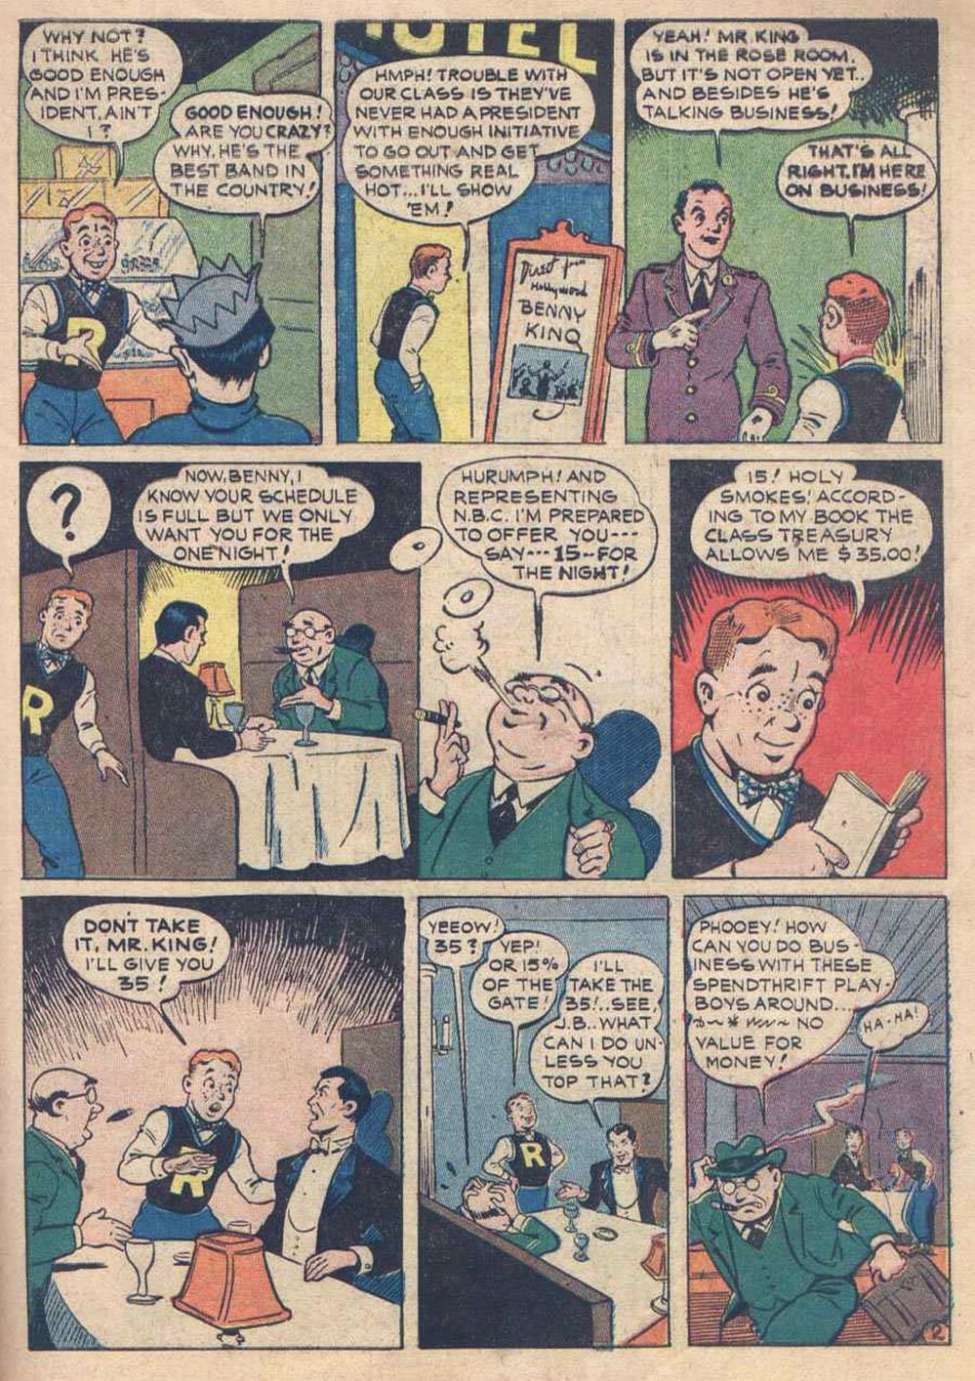 WHY NOT?
I THINK HE'S
GOOD ENOUGH
AND I'M PRES-
IDENT, AIN'T
I?
GOOD ENOUGH!
ARE YOU CRAZY?
WHY, HE'S THE
BEST BAND IN
THE COUNTRY!
R
HOTEL
HMPH! TROUBLE WITH
OUR CLASS IS THEY'VE
NEVER HAD A PRESIDENT
WITH ENOUGH INITIATIVE
TO GO OUT AND GET
SOMETHING REAL
HOT...I'LL SHOW
'EM!
Direct from
Hollywood
BENNY
KING
YEAH! MR. KING
IS IN THE ROSE ROOM,
BUT IT'S NOT OPEN YET..
AND BESIDES HE'S
TALKING BUSINESS!
THAT'S ALL
RIGHT, I'M HERE
ON BUSINESS!
?
R
NOW, BENNY, I
KNOW YOUR SCHEDULE
IS FULL BUT WE ONLY
WANT YOU FOR THE
ONE NIGHT!
HURUMPH! AND
REPRESENTING
N.B.C. I'M PREPARED
TO OFFER YOU---
SAY---15--FOR
THE NIGHT!
15! HOLY
SMOKES! ACCORD-
ING TO MY BOOK THE
CLASS TREASURY
ALLOWS ME $35.00!
DON'T TAKE
IT, MR. KING!
I'LL GIVE YOU
35!
R
YEEOW!
35?
YEP!
OR 15%
OF THE
GATE!
I'LL
TAKE THE
35!..SEE,
J.B..WHAT
CAN I DO UN-
LESS YOU
TOP THAT?
R
PHOOEY! HOW
CAN YOU DO BUS-
INESS WITH THESE
SPENDTHRIFT PLAY-
BOYS AROUND...
NO
VALUE FOR
MONEY!
HA-HA!
2